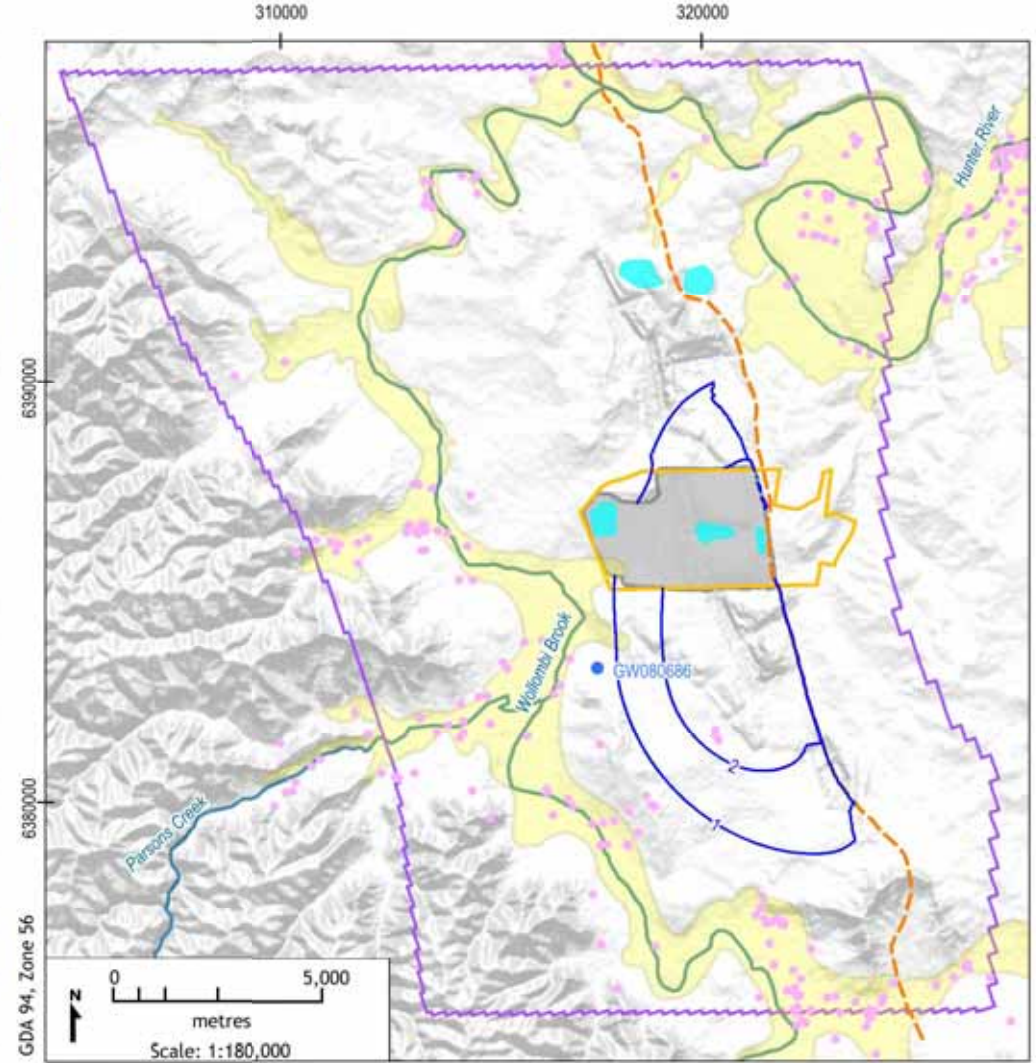 310000
320000
Hunter River
6390000
Wollombi Brook
GW080686
2
6380000
1
Parsons Creek
GDA 94, Zone 56
0
5,000
N
metres
Scale: 1:180,000